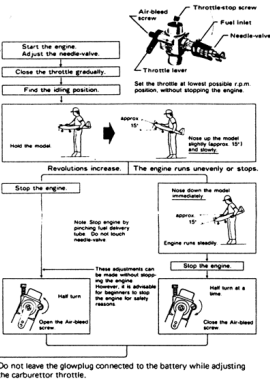 Air-bleed
screw
Throttle-stop screw
Fuel inlet
Needle-valve
Throttle lever
Start the engine.
Adjust the needle-valve.
Close the throttle gradually.
Find the idling position.
Set the throttle at lowest possible r.p.m.
position, without stopping the engine.
Hold the model.
approx.
15°
Nose up the model
slightly (approx. 15°)
and slowly.
Revolutions increase.
The engine runs unevenly or stops.
Stop the engine.
Note Stop engine by
pinching fuel delivery
tube. Do not touch
needle-valve
Nose down the model
immediately.
approx
15°
Engine runs steadily
These adjustments can
be made without stopp-
ing the engine
However, it is advisable
for beginners to stop
the engine for safety
reasons
Stop the engine.
Half turn
Open the Air-bleed
screw
Half turn at a
time.
Close the Air-bleed
screw
Do not leave the glowplug connected to the battery while adjusting
the carburettor throttle.